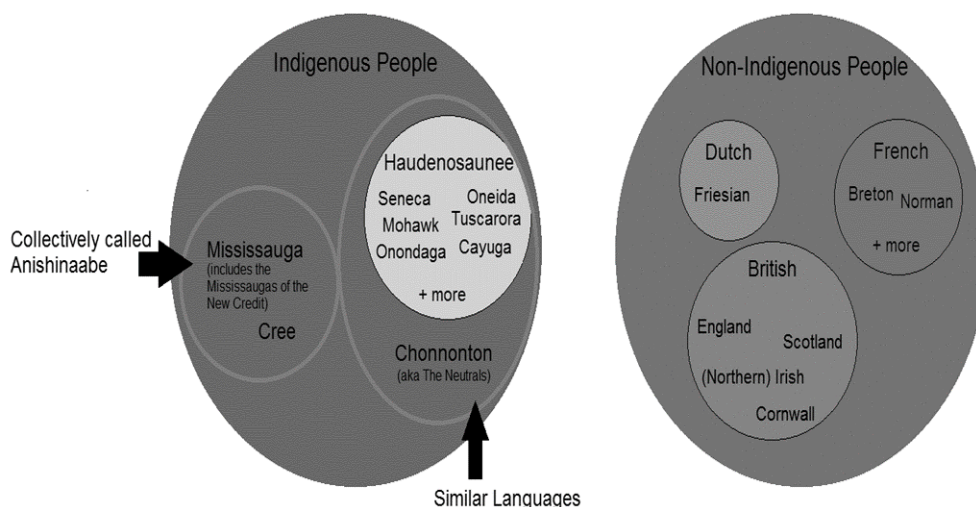 Indigenous People
Haudenosaunee
Seneca Oneida
Mohawk Tuscarora
Onondaga Cayuga
+ more
Collectively called
Anishinaabe
Mississauga
(includes the
Mississaugas of the
New Credit)
Cree
Chonnonton
(aka The Neutrals)
Similar Languages
Non-Indigenous People
Dutch
Friesian
French
Breton Norman
+ more
British
England
Scotland
(Northern) Irish
Cornwall